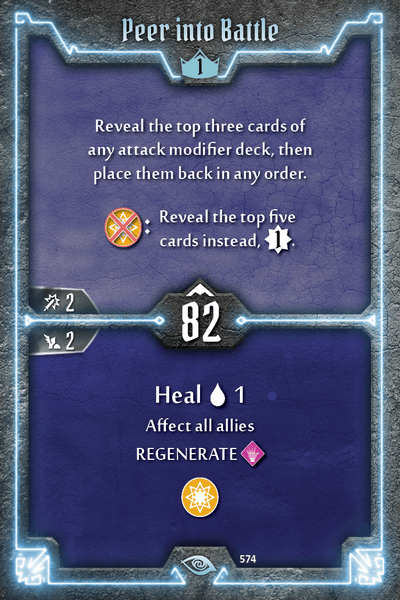 Peer into Battle
1
Reveal the top three cards of
any attack modifier deck, then
place them back in any order.
: Reveal the top five
cards instead, 1.
2
82
2
Heal 1
Affect all allies
REGENERATE
574